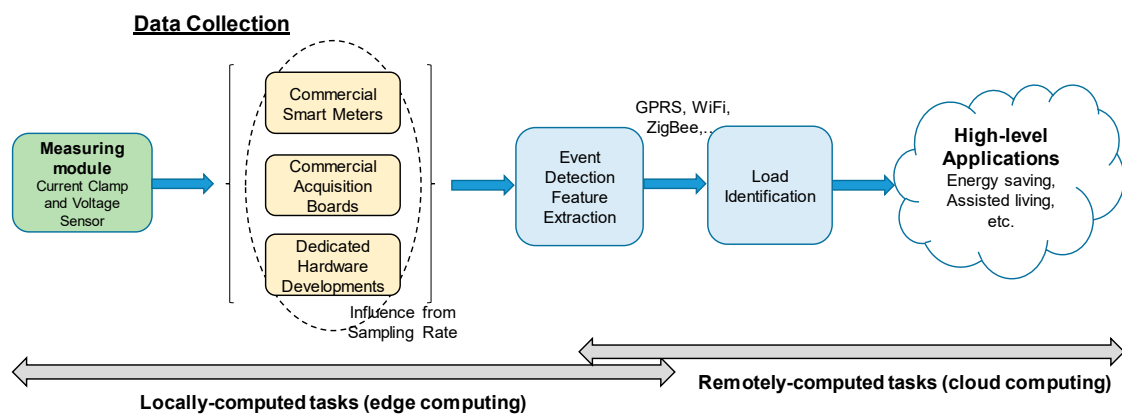 Data Collection
Measuring
module
Current Clamp
and Voltage
Sensor
Commercial
Smart Meters
Commercial
Acquisition
Boards
Dedicated
Hardware
Developments
Influence from
Sampling Rate
Event
Detection
Feature
Extraction
GPRS, WiFi,
ZigBee,..
Load
Identification
High-level
Applications
Energy saving,
Assisted living,
etc.
Locally-computed tasks (edge computing)
Remotely-computed tasks (cloud computing)